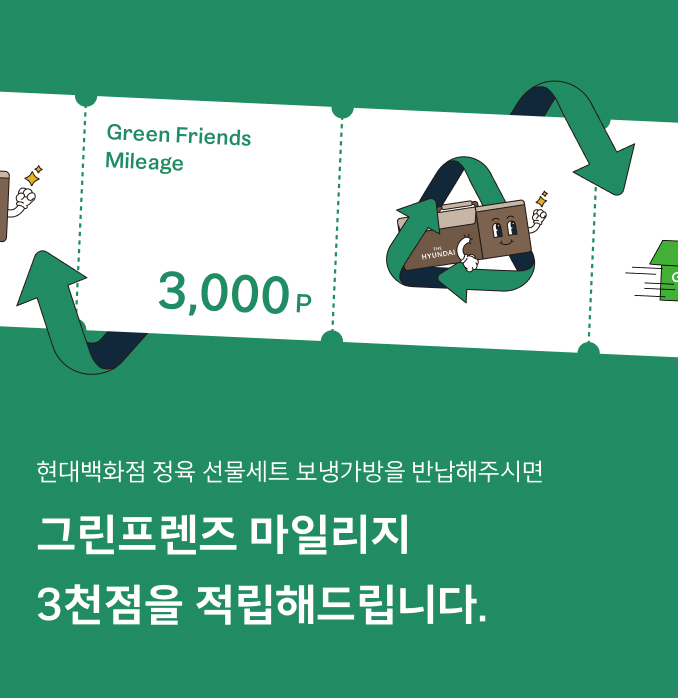 Green Friends
Mileage
3,000 P
THE
HYUNDAI
G
현대백화점 정육 선물세트 보냉가방을 반납해주시면
그린프렌즈 마일리지
3천점을 적립해드립니다.